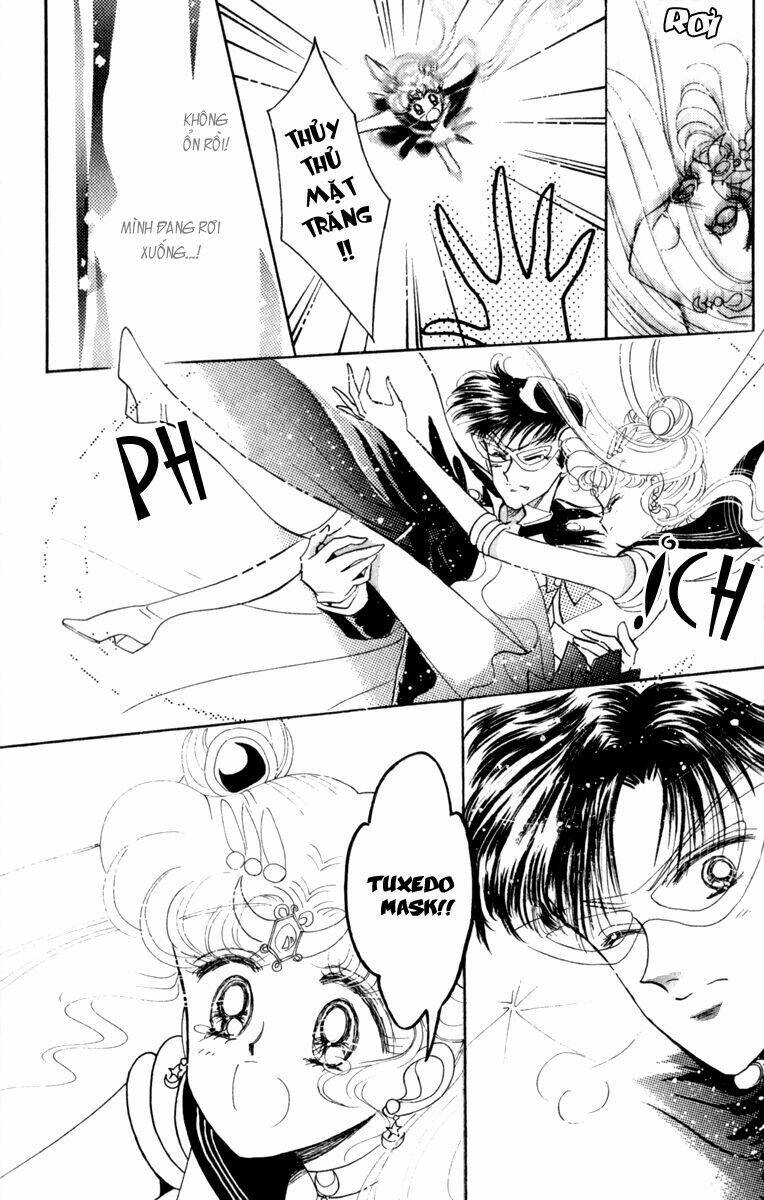 KHÔNG
ỔN RỒI!
MÌNH ĐANG RƠI
XUỐNG...!
THỦY
THỦ
MẶT
TRĂNG
!!
RƠI
PH
ỊCH
TUXEDO
MASK!!